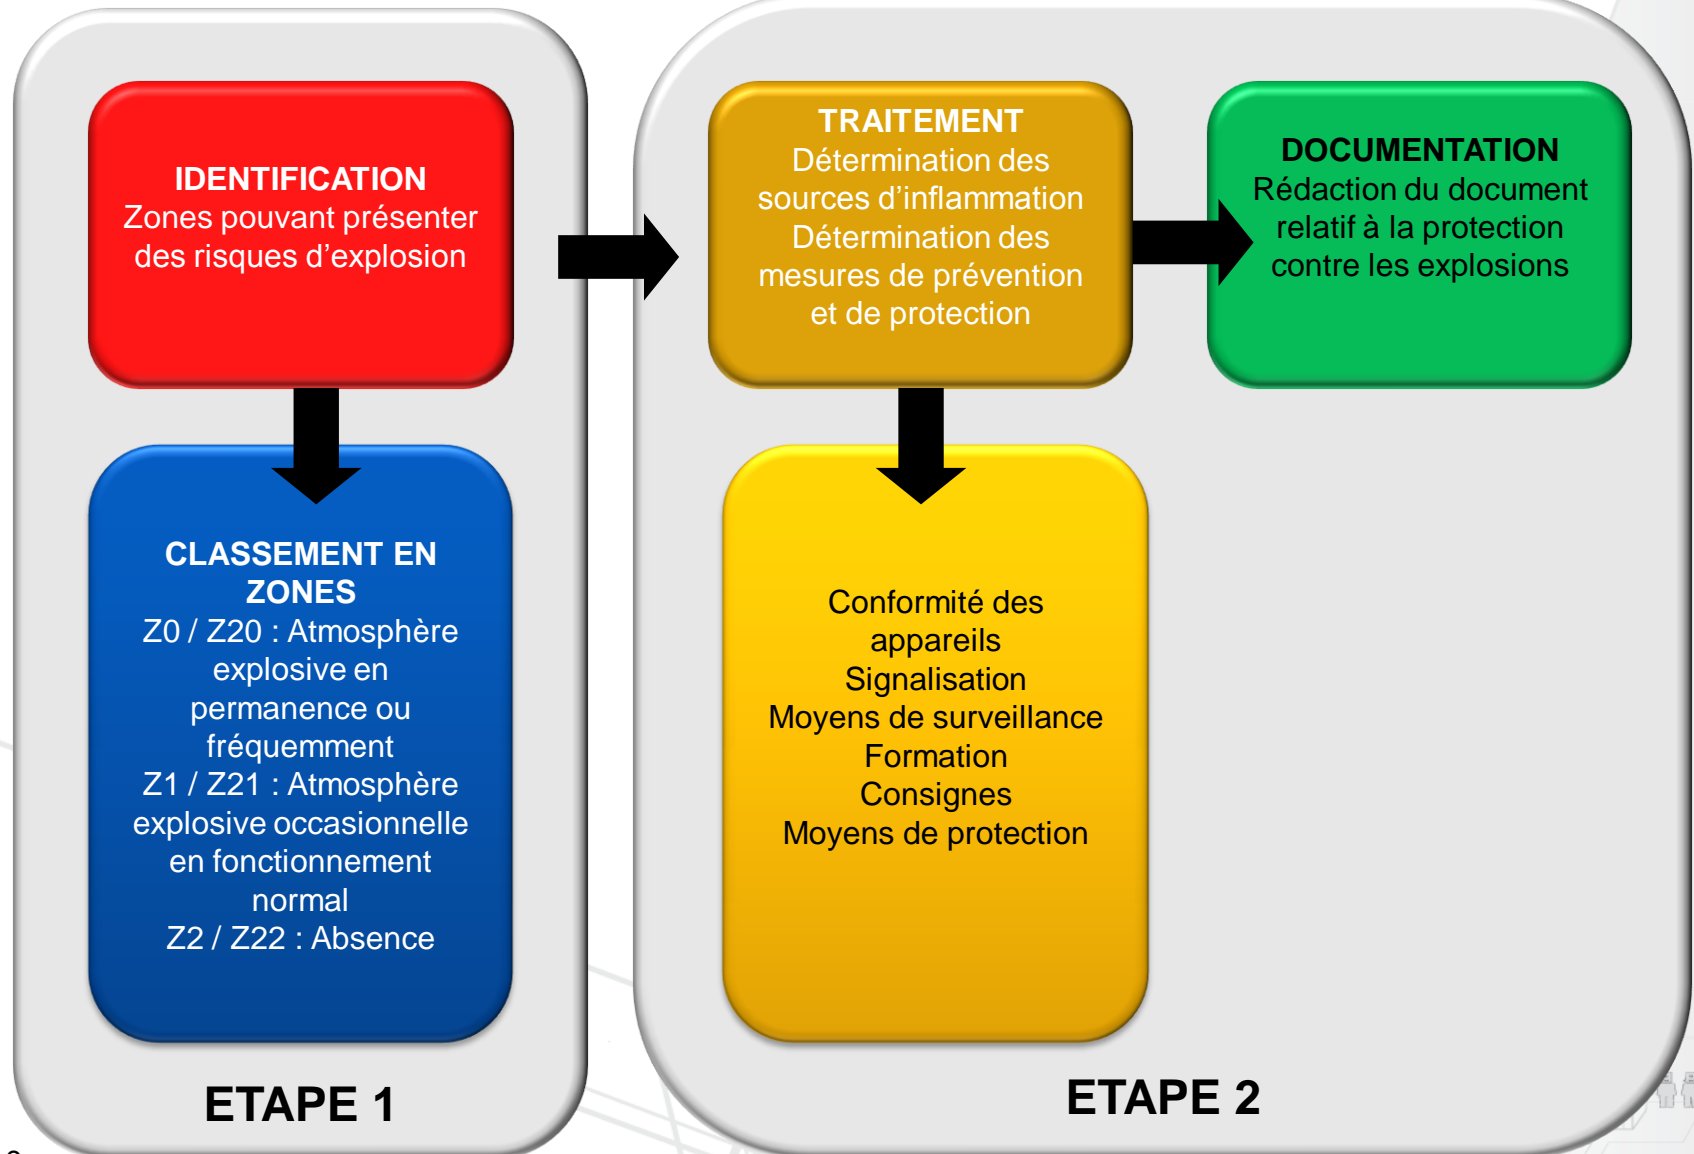 IDENTIFICATION
Zones pouvant présenter
des risques d’explosion
CLASSEMENT EN
ZONES
Z0 / Z20 : Atmosphère
explosive en
permanence ou
fréquemment
Z1 / Z21 : Atmosphère
explosive occasionnelle
en fonctionnement
normal
Z2 / Z22 : Absence
ETAPE 1
TRAITEMENT
Détermination des
sources d’inflammation
Détermination des
mesures de prévention
et de protection
Conformité des
appareils
Signalisation
Moyens de surveillance
Formation
Consignes
Moyens de protection
DOCUMENTATION
Rédaction du document
relatif à la protection
contre les explosions
ETAPE 2